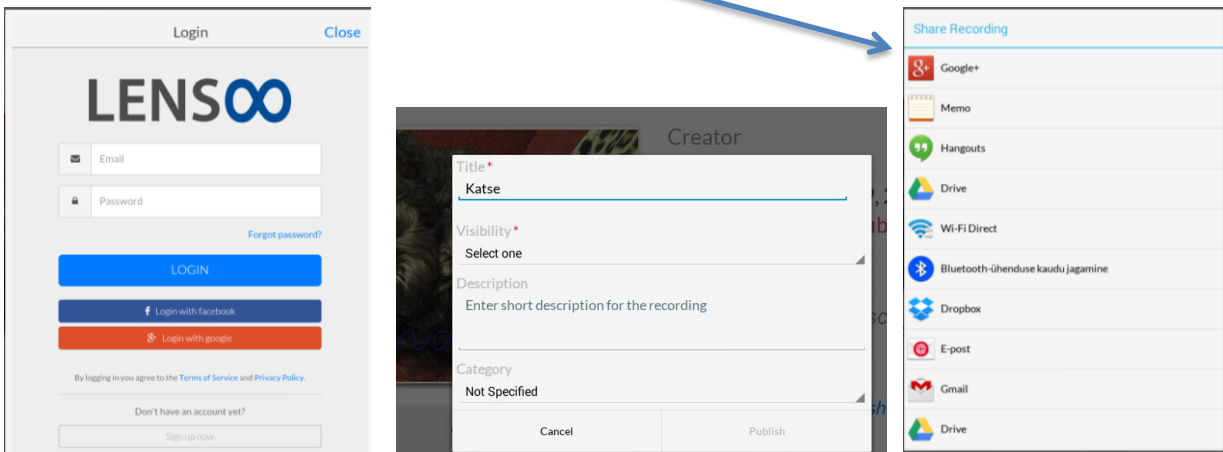 Login
Close
LENSOO
Email
Password
Forgot password?
LOGIN
f Login with facebook
8+ Login with google
By logging in you agree to the Terms of Service and Privacy Policy.
Don't have an account yet?
Sign up now
Creator
Title*
Katse
Visibility*
Select one
Description
Enter short description for the recording
Category
Not Specified
Cancel
Publish
Share Recording
Google+
Memo
Hangouts
Drive
Wi-Fi Direct
Bluetooth-ühenduse kaudu jagamine
Dropbox
E-post
Gmail
Drive